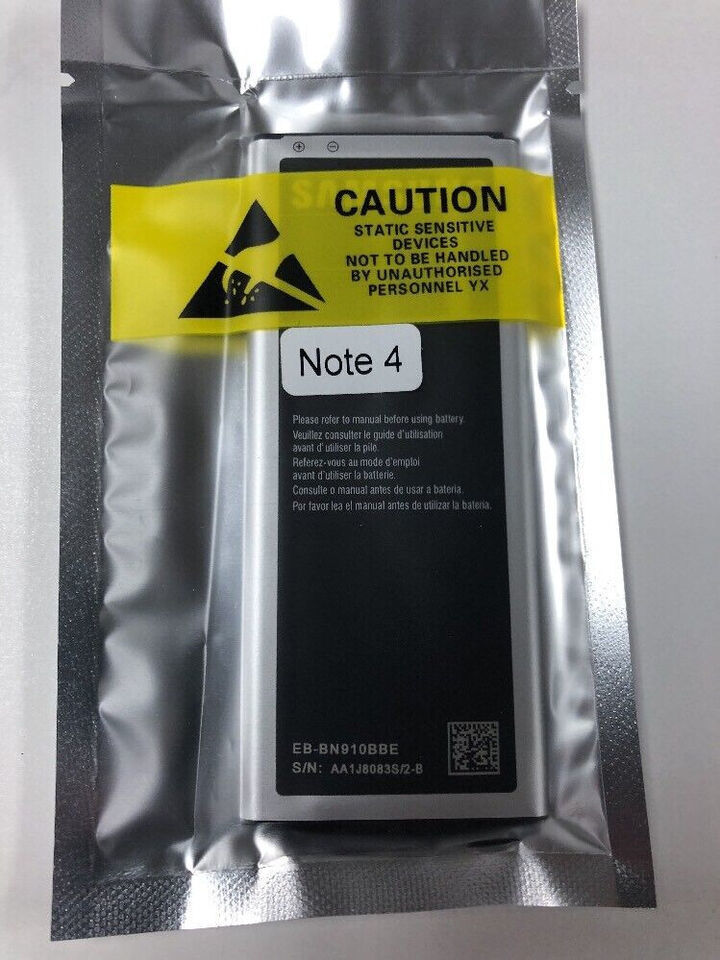 ⊕ ⊖
SAMSUNG
CAUTION
STATIC SENSITIVE
DEVICES
NOT TO BE HANDLED
BY UNAUTHORISED
PERSONNEL YX
Note 4
Please refer to manual before using battery.
Veuillez consulter le guide d'utilisation
avant d'utiliser la pile.
Referez-vous au mode d'emploi
avant d'utiliser la batterie.
Consulte o manual antes de usar a bateria.
Por favor lea el manual antes de utilizar la bateria.
EB-BN910BBE
S/N: AA1J8083S/2-B